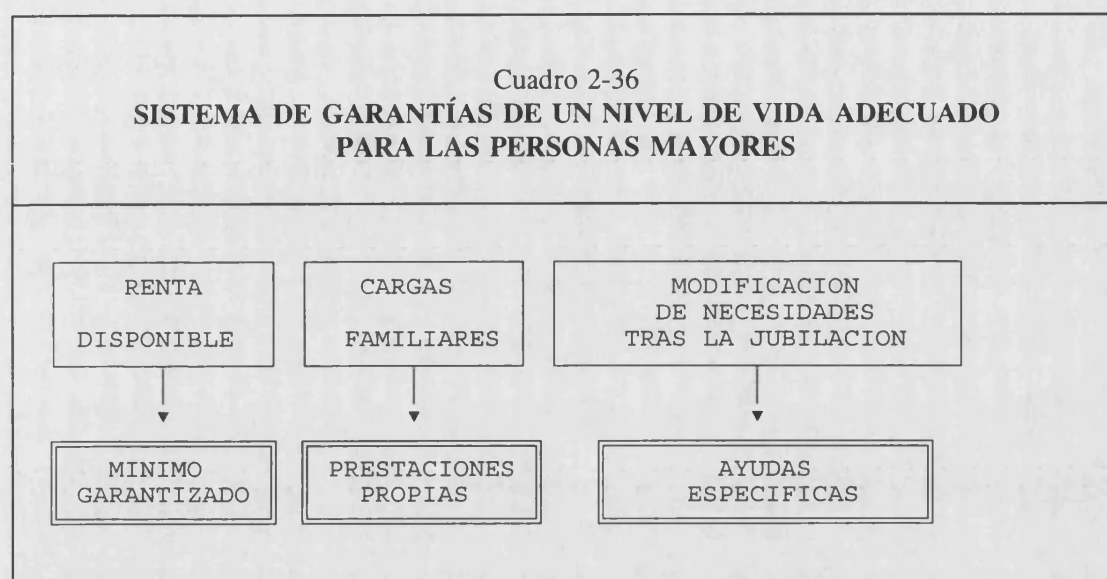 Cuadro 2-36
SISTEMA DE GARANTÍAS DE UN NIVEL DE VIDA ADECUADO
PARA LAS PERSONAS MAYORES
RENTA
DISPONIBLE
CARGAS
FAMILIARES
MODIFICACION
DE NECESIDADES
TRAS LA JUBILACION
MINIMO
GARANTIZADO
PRESTACIONES
PROPIAS
AYUDAS
ESPECIFICAS